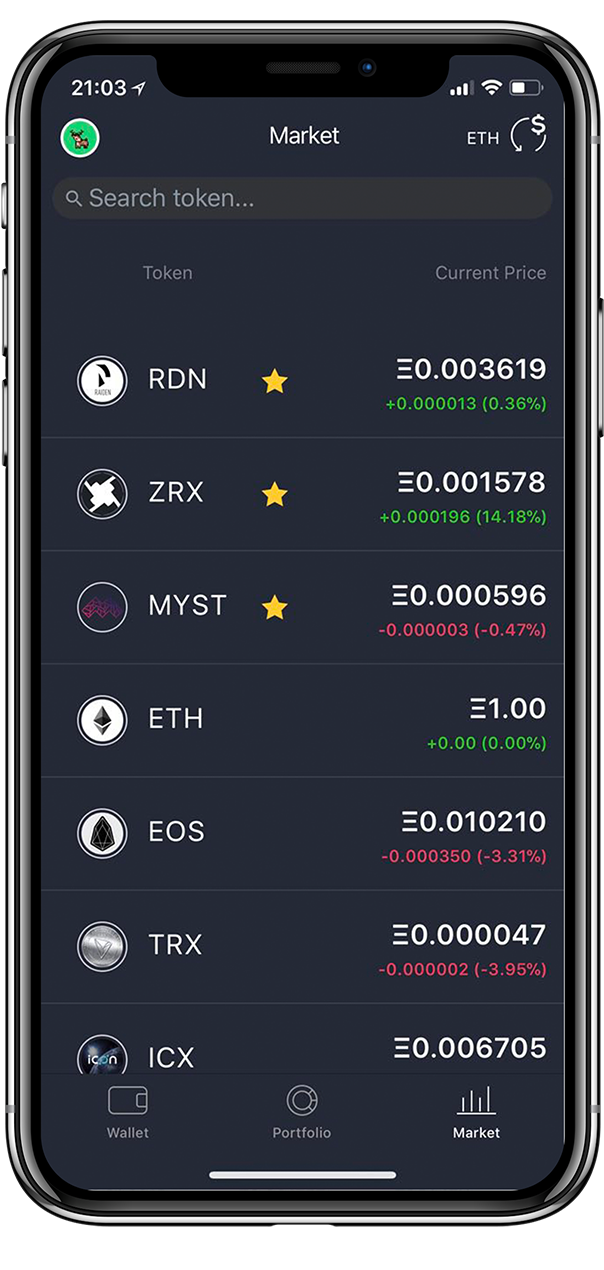 21:03
Market
ETH $
Search token...
Token Current Price
RAIDEN RDN Ξ0.003619
+0.000013 (0.36%)
ZRX Ξ0.001578
+0.000196 (14.18%)
MYST Ξ0.000596
-0.000003 (-0.47%)
ETH Ξ1.00
+0.00 (0.00%)
EOS Ξ0.010210
-0.000350 (-3.31%)
TRX Ξ0.000047
-0.000002 (-3.95%)
icon ICX Ξ0.006705
Wallet Portfolio Market